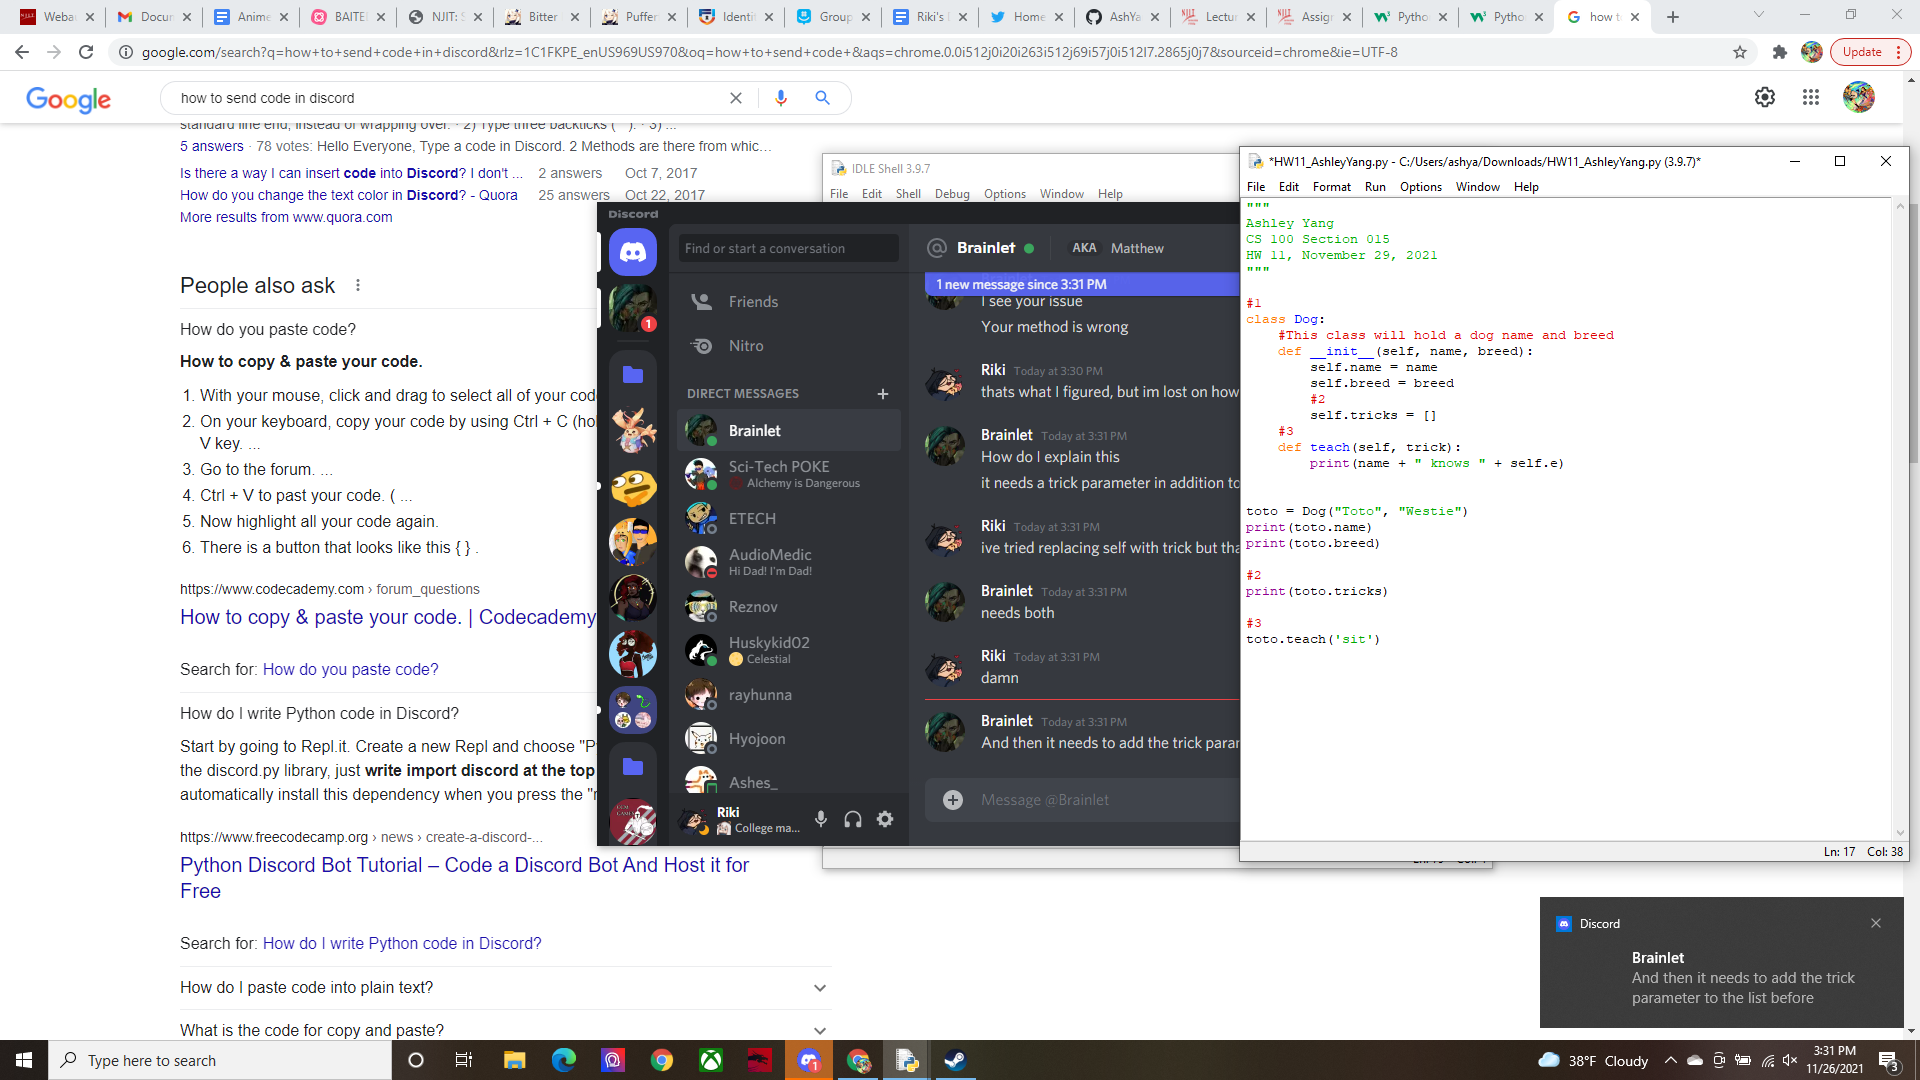 Weba
Docum
Anime
BAITE
NJIT: S
Bitter
Puffer
Identit
Group
Riki's
Home
AshYa
Lectur
Assign
Pytho
Pytho
how t
google.com/search?q=how+to+send+code+in+discord&rlz=1C1FKPE_enUS969US970&oq=how+to+send+code+&aqs=chrome.0.0i512j0i20i263i512j69i57j0i512l7.2865j0j7&sourceid=chrome&ie=UTF-8
Update
Google
how to send code in discord
standard line end, instead of wrapping over. · 2) Type three backticks (```). · 3) ...
5 answers · 78 votes: Hello Everyone, Type a code in Discord. 2 Methods are there from whic...
Is there a way I can insert code into Discord? I don't ... 2 answers Oct 7, 2017
How do you change the text color in Discord? - Quora 25 answers Oct 22, 2017
More results from www.quora.com
People also ask
How do you paste code?
How to copy & paste your code.
1. With your mouse, click and drag to select all of your cod
2. On your keyboard, copy your code by using Ctrl + C (ho
V key. ...
3. Go to the forum. ...
4. Ctrl + V to past your code. ( ...
5. Now highlight all your code again.
6. There is a button that looks like this { } .
https://www.codecademy.com › forum_questions
How to copy & paste your code. | Codecademy
Search for: How do you paste code?
How do I write Python code in Discord?
Start by going to Repl.it. Create a new Repl and choose "P
the discord.py library, just write import discord at the top
automatically install this dependency when you press the "r
https://www.freecodecamp.org › news › create-a-discord-...
Python Discord Bot Tutorial – Code a Discord Bot And Host it for
Free
Search for: How do I write Python code in Discord?
How do I paste code into plain text?
What is the code for copy and paste?
IDLE Shell 3.9.7
File Edit Shell Debug Options Window Help
Discord
Find or start a conversation
Friends
Nitro
DIRECT MESSAGES
Brainlet
Sci-Tech POKE
Alchemy is Dangerous
ETECH
AudioMedic
Hi Dad! I'm Dad!
Reznov
Huskykid02
Celestial
rayhunna
Hyojoon
Ashes_
Riki
College ma...
1
Brainlet AKA Matthew
1 new message since 3:31 PM
I see your issue
Your method is wrong
Riki Today at 3:30 PM
thats what I figured, but im lost on how
Brainlet Today at 3:31 PM
How do I explain this
it needs a trick parameter in addition to
Riki Today at 3:31 PM
ive tried replacing self with trick but tha
Brainlet Today at 3:31 PM
needs both
Riki Today at 3:31 PM
damn
Brainlet Today at 3:31 PM
And then it needs to add the trick parar
Message @Brainlet
*HW11_AshleyYang.py - C:/Users/ashya/Downloads/HW11_AshleyYang.py (3.9.7)*
File Edit Format Run Options Window Help
"""
Ashley Yang
CS 100 Section 015
HW 11, November 29, 2021
"""
#1
class Dog:
#This class will hold a dog name and breed
def __init__(self, name, breed):
self.name = name
self.breed = breed
#2
self.tricks = []
#3
def teach(self, trick):
print(name + " knows " + self.e)
toto = Dog("Toto", "Westie")
print(toto.name)
print(toto.breed)
#2
print(toto.tricks)
#3
toto.teach('sit')
Ln: 17 Col: 38
Discord
Brainlet
And then it needs to add the trick
parameter to the list before
Type here to search
1
38°F Cloudy
3:31 PM
11/26/2021
3